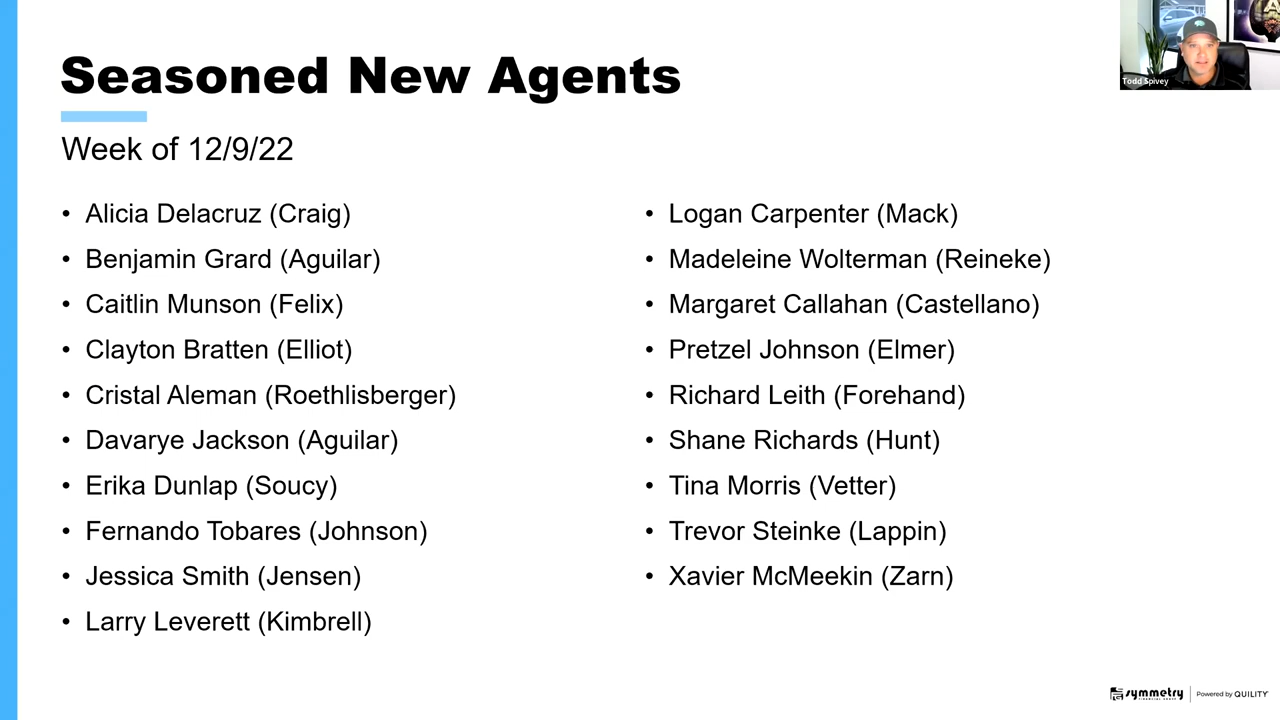 Seasoned New Agents
Week of 12/9/22
• Alicia Delacruz (Craig)
• Benjamin Grard (Aguilar)
• Caitlin Munson (Felix)
• Clayton Bratten (Elliot)
• Cristal Aleman (Roethlisberger)
• Davarye Jackson (Aguilar)
• Erika Dunlap (Soucy)
• Fernando Tobares (Johnson)
• Jessica Smith (Jensen)
• Larry Leverett (Kimbrell)
• Logan Carpenter (Mack)
• Madeleine Wolterman (Reineke)
• Margaret Callahan (Castellano)
• Pretzel Johnson (Elmer)
• Richard Leith (Forehand)
• Shane Richards (Hunt)
• Tina Morris (Vetter)
• Trevor Steinke (Lappin)
• Xavier McMeekin (Zarn)
Todd Spivey
symmetry
FINANCIAL GROUP
Powered by QUILITY